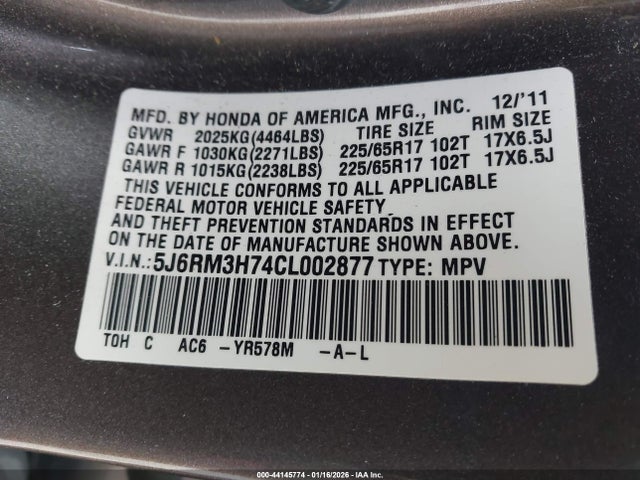 MFD. BY HONDA OF AMERICA MFG., INC. 12/'11
GVWR 2025KG(4464LBS) TIRE SIZE RIM SIZE
GAWR F 1030KG(2271LBS) 225/65R17 102T 17X6.5J
GAWR R 1015KG(2238LBS) 225/65R17 102T 17X6.5J
THIS VEHICLE CONFORMS TO ALL APPLICABLE
FEDERAL MOTOR VEHICLE SAFETY
AND THEFT PREVENTION STANDARDS IN EFFECT
ON THE DATE OF MANUFACTURE SHOWN ABOVE.
V.I.N.:5J6RM3H74CL002877 TYPE: MPV
TOH C AC6 -YR578M -A-L
000-44145774 | 01/16/2026 | IAA Inc.